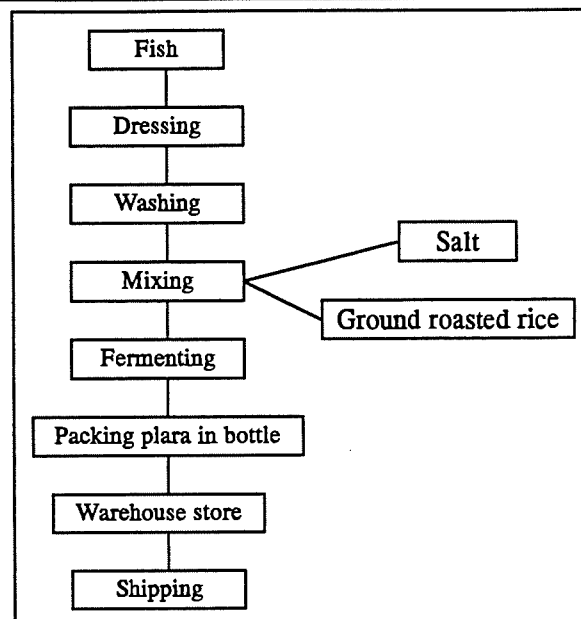 Fish
Dressing
Washing
Salt
Mixing
Ground roasted rice
Fermenting
Packing plara in bottle
Warehouse store
Shipping